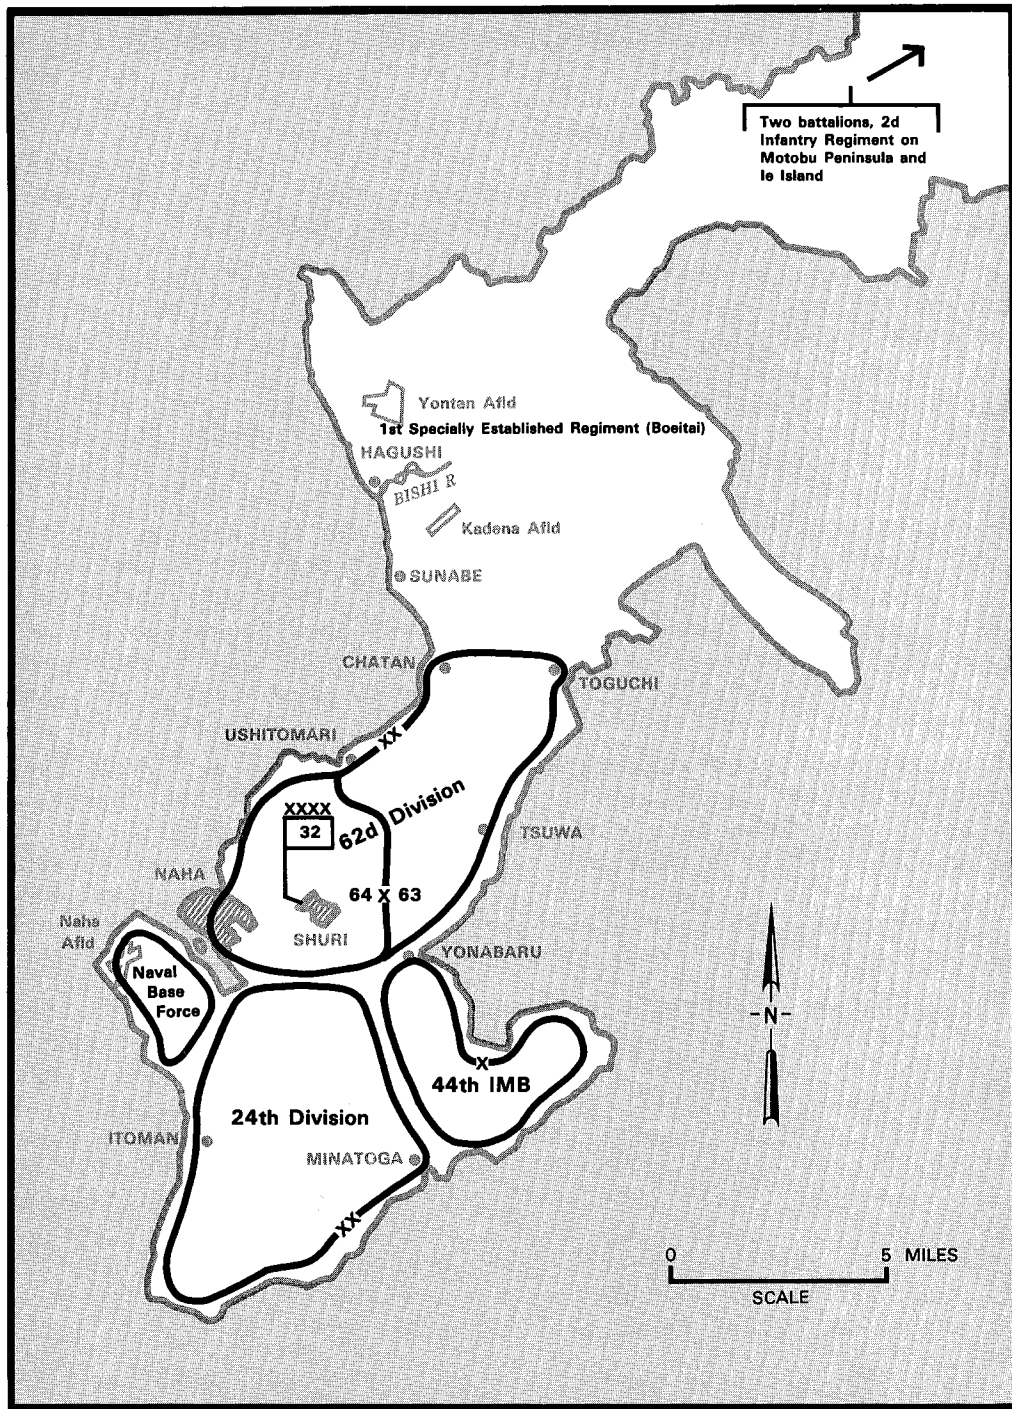 Two battalions, 2d
Infantry Regiment on
Motobu Peninsula and
Ie Island
Yontan Afld
1st Specially Established Regiment (Boeitai)
HAGUSHI
BISHI R
Kadena Afld
SUNABE
CHATAN
TOGUCHI
USHITOMARI
XX
XXXX
32
62d Division
TSUWA
NAHA
64 X 63
Naha
Afld
SHURI
YONABARU
Naval
Base
Force
N
X
44th IMB
24th Division
ITOMAN
MINATOGA
XX
0 5 MILES
SCALE